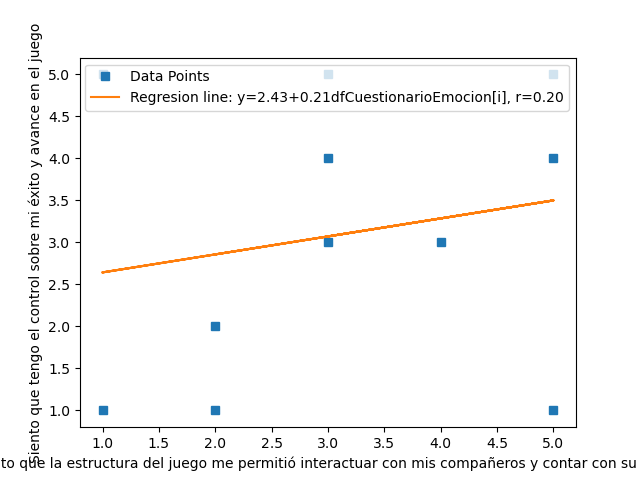 Siento que tengo el control sobre mi éxito y avance en el juego
5.0
4.5
4.0
3.5
3.0
2.5
2.0
1.5
1.0
Data Points
Regresion line: y=2.43+0.21dfCuestionarioEmocion[i], r=0.20
1.0 1.5 2.0 2.5 3.0 3.5 4.0 4.5 5.0
to que la estructura del juego me permitió interactuar con mis compañeros y contar con su